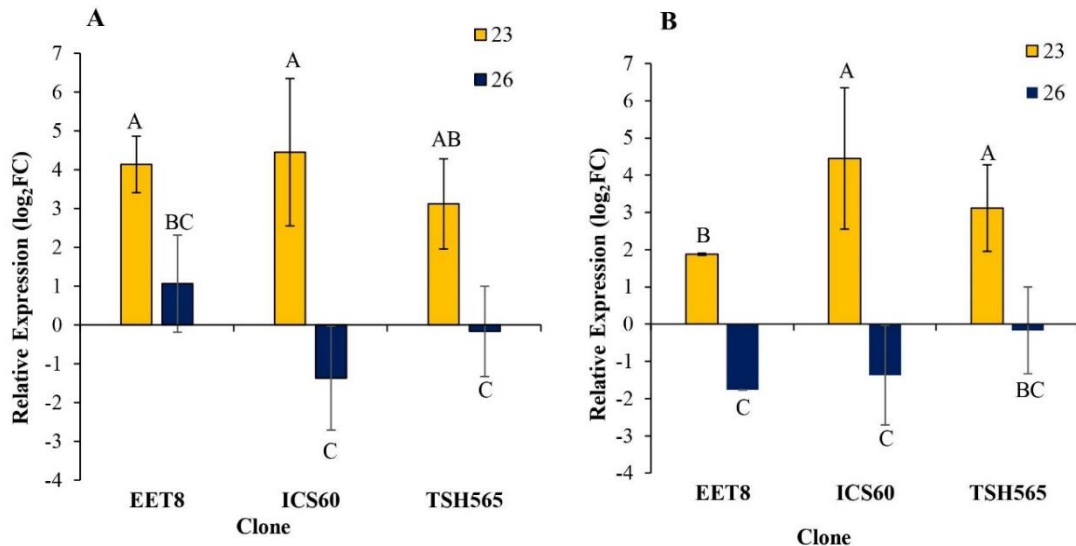 A
23
26
7
6
5
4
3
2
1
0
-1
-2
-3
-4
Relative Expression (log₂FC)
A
BC
A
C
AB
C
EET8
ICS60
TSH565
Clone
B
23
26
7
6
5
4
3
2
1
0
-1
-2
-3
-4
Relative Expression (log₂FC)
B
C
A
C
A
BC
EET8
ICS60
TSH565
Clone